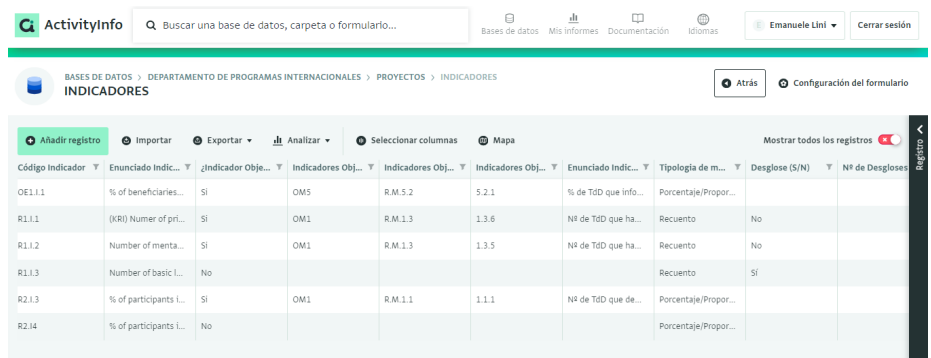 ActivityInfo
Buscar una base de datos, carpeta o formulario...
Bases de datos
Mis informes
Documentación
Idiomas
E
Emanuele Lini
Cerrar sesión
BASES DE DATOS > DEPARTAMENTO DE PROGRAMAS INTERNACIONALES > PROYECTOS > INDICADORES
INDICADORES
Atrás
Configuración del formulario
Añadir registro
Importar
Exportar
Analizar
Seleccionar columnas
Mapa
Mostrar todos los registros
Registro
Código Indicador Enunciado Indic... ¿Indicador Obje... Indicadores Obj... Indicadores Obj... Indicadores Obj... Enunciado Indic... Tipología de m... Desglose (S/N) Nº de Desgloses
OE1.I.1 % of beneficiaries... Sí OM5 R.M.5.2 5.2.1 % de TdD que info... Porcentaje/Propor...
R1.I.1 (KRI) Numer of pri... Sí OM1 R.M.1.3 1.3.6 Nº de TdD que ha... Recuento No
R1.I.2 Number of menta... Sí OM1 R.M.1.3 1.3.5 Nº de TdD que ha... Recuento No
R1.I.3 Number of basic l... No Recuento Sí
R2.I.3 % of participants i... Sí OM1 R.M.1.1 1.1.1 Nº de TdD que de... Porcentaje/Propor...
R2.I4 % of participants i... No Porcentaje/Propor...